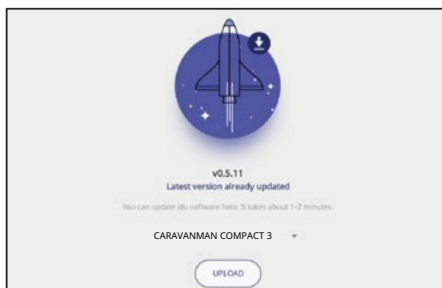 v0.5.11
Latest version already updated
You can update idu software here. It takes about 1~2 minutes.
CARAVANMAN COMPACT 3
UPLOAD